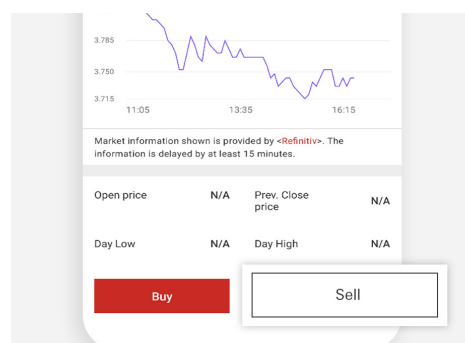 3.785
3.750
3.715
11:05 13:35 16:15
Market information shown is provided by <Refinitiv>. The
information is delayed by at least 15 minutes.
Open price N/A Prev. Close price N/A
Day Low N/A Day High N/A
Buy Sell